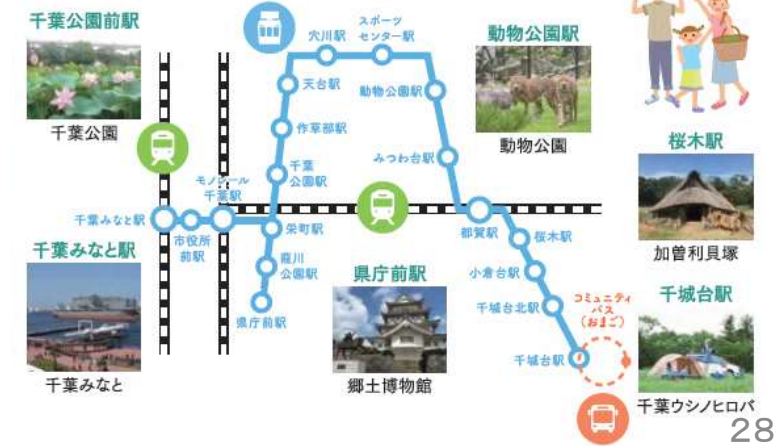 千葉公園前駅
千葉公園
穴川駅
スポーツ
センター駅
天台駅
作草部駅
千葉
公園駅
モノレール
千葉駅
千葉みなと駅
市役所
前駅
栄町駅
葭川
公園駅
県庁前駅
動物公園駅
みつわ台駅
都賀駅
桜木駅
小倉台駅
千城台北駅
千城台駅
コミュニティ
バス
(おまご)
動物公園駅
動物公園
桜木駅
加曽利貝塚
千葉みなと駅
千葉みなと
県庁前駅
郷土博物館
千城台駅
千葉ウシノヒロバ
28